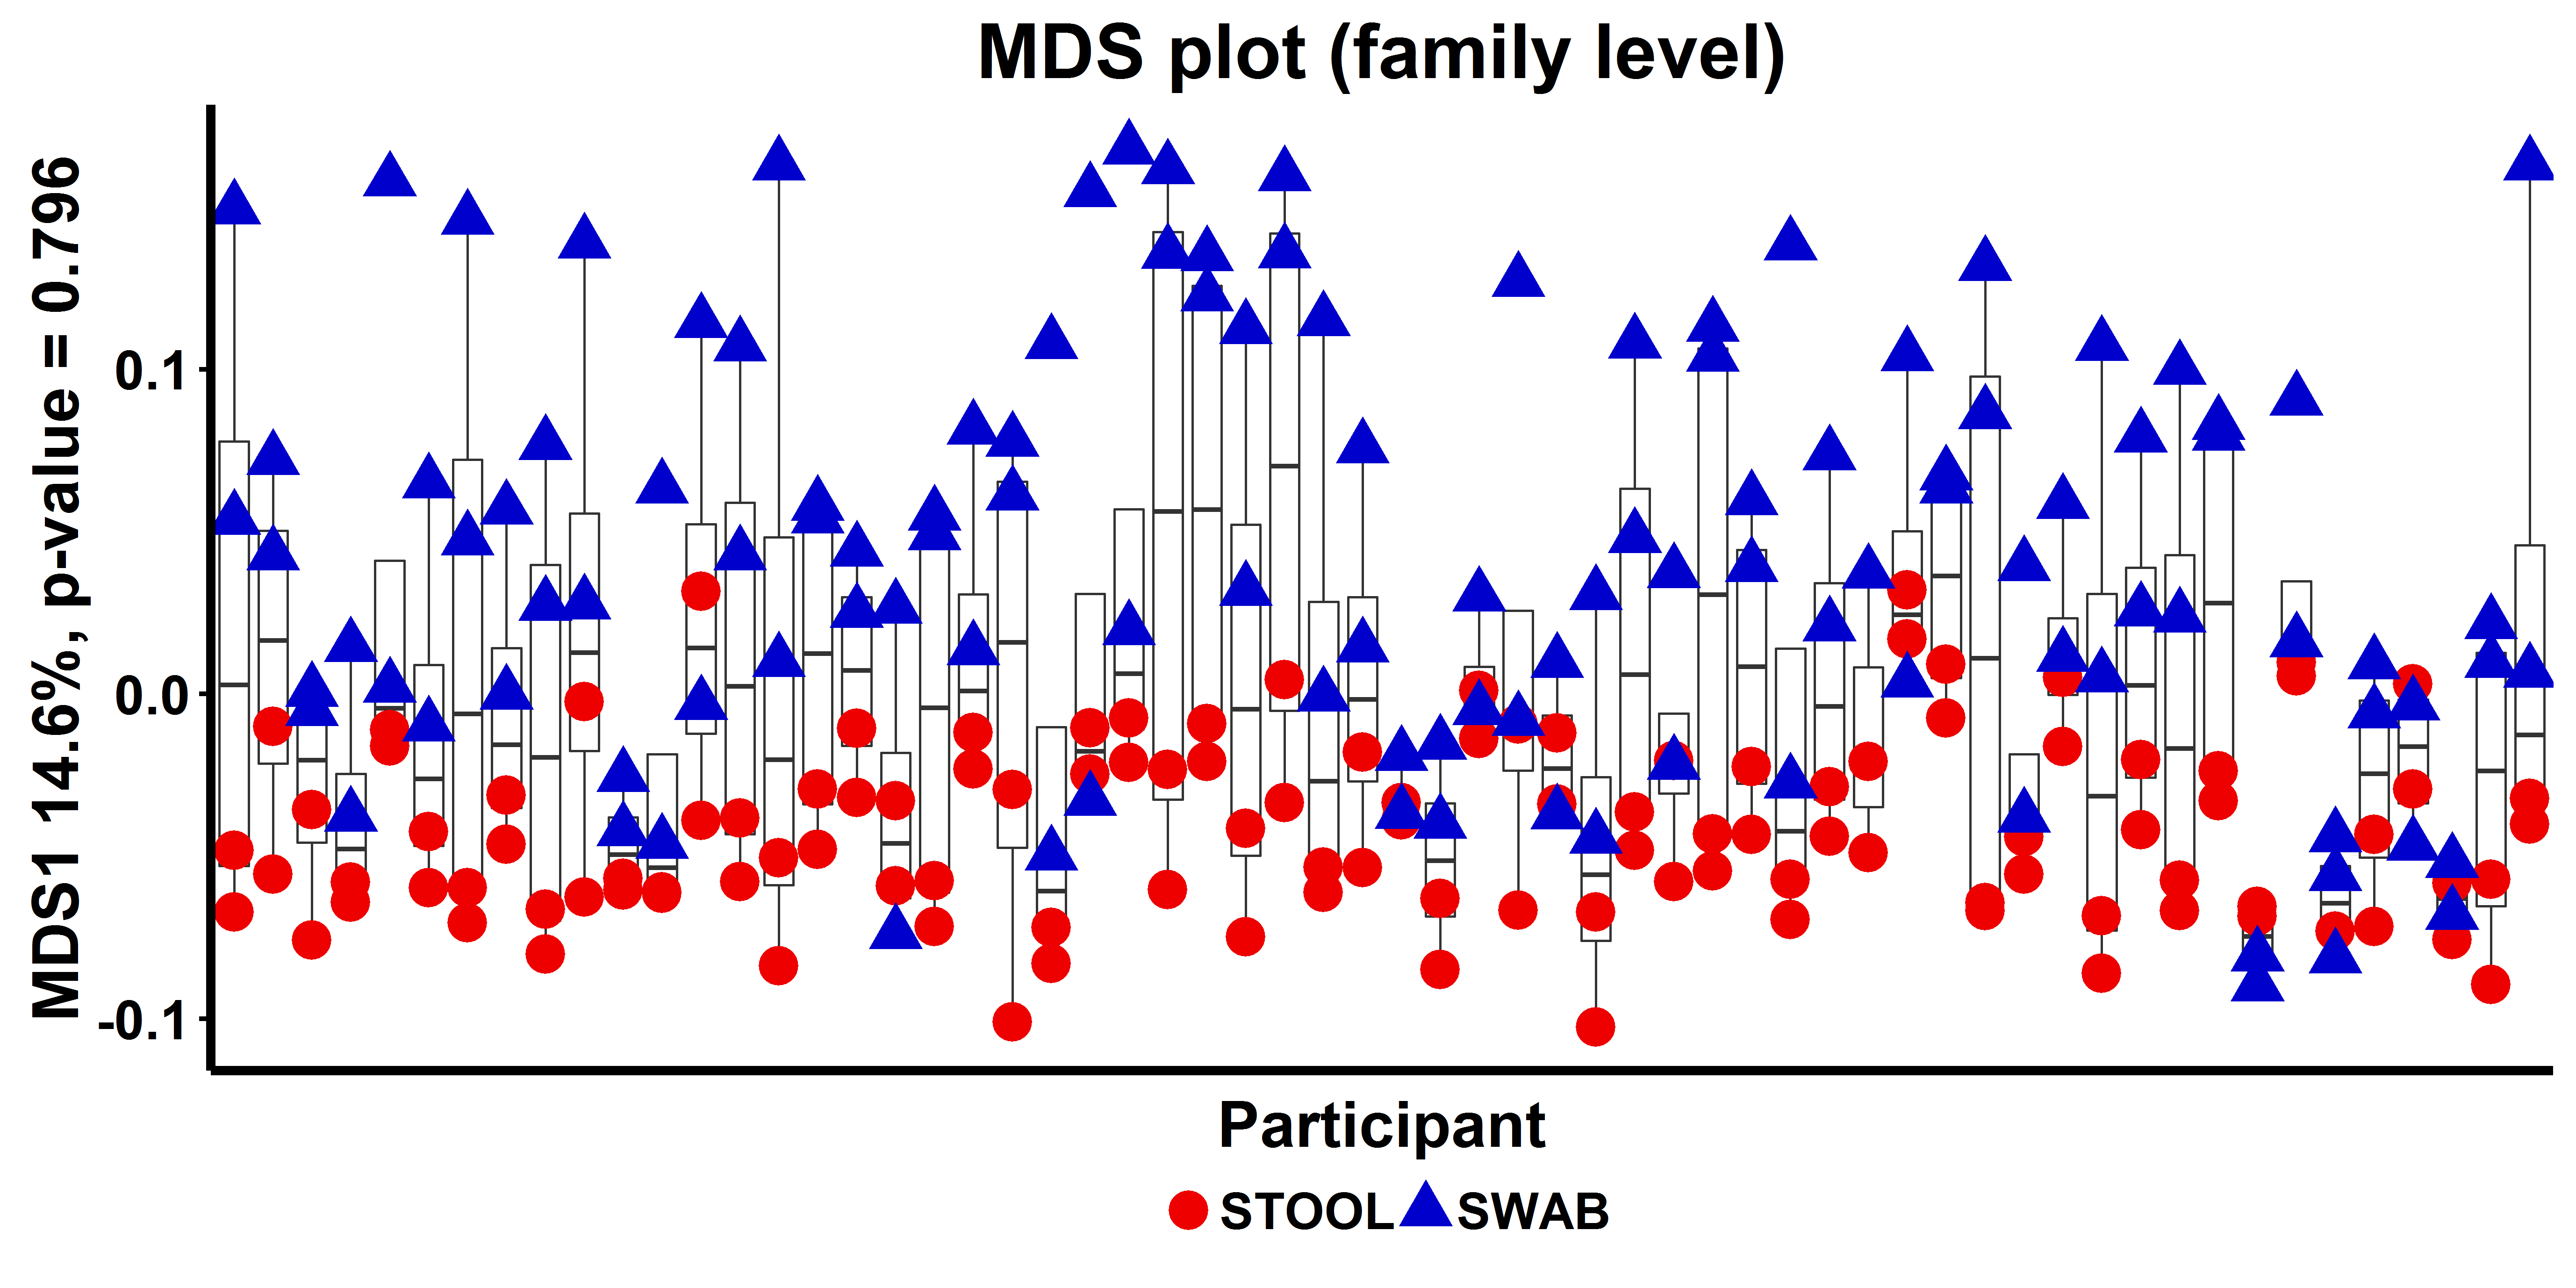 MDS plot (family level)
MDS1 14.6%, p-value = 0.796
0.1
0.0
-0.1
Participant
STOOL SWAB